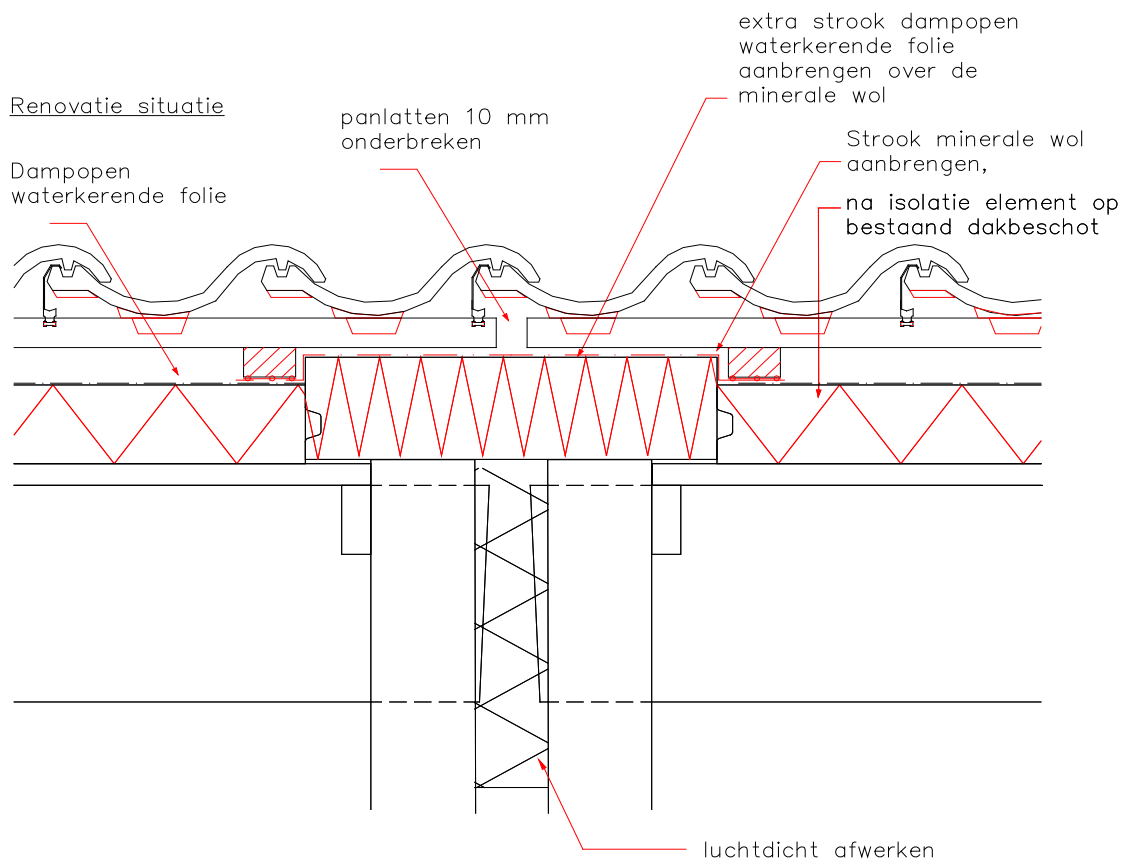 Renovatie situatie
Dampopen
waterkerende folie
panlatten 10 mm
onderbreken
extra strook dampopen
waterkerende folie
aanbrengen over de
minerale wol
Strook minerale wol
aanbrengen,
na isolatie element op
bestaand dakbeschot
luchtdicht afwerken